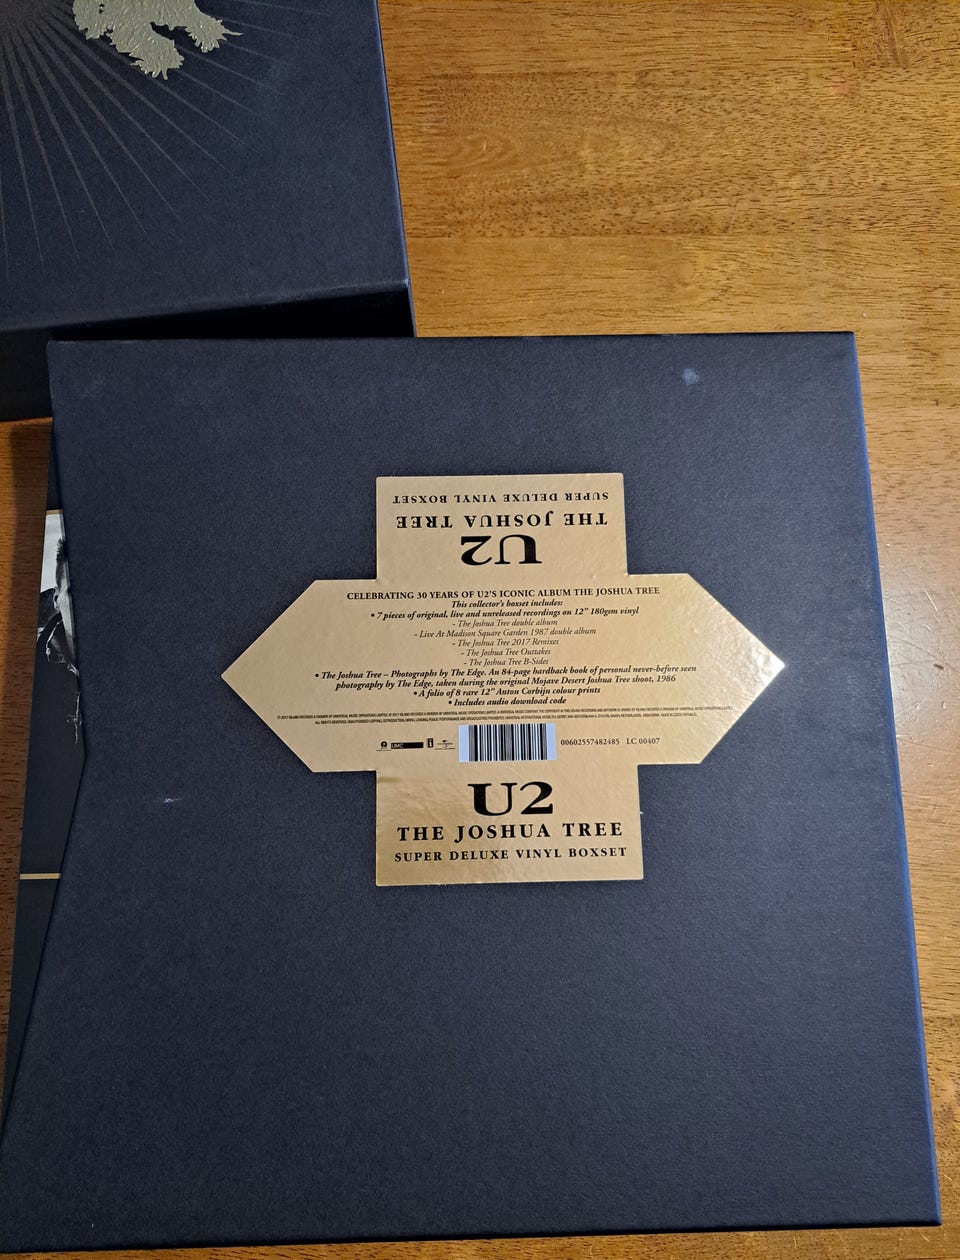 SUPER DELUXE VINYL BOXSET
THE JOSHUA TREE
U2
CELEBRATING 30 YEARS OF U2'S ICONIC ALBUM THE JOSHUA TREE
This collector's boxset includes:
• 7 pieces of original, live and unreleased recordings on 12" 180gsm vinyl
- The Joshua Tree double album
- Live At Madison Square Garden 1987 double album
- The Joshua Tree 2017 Remixes
- The Joshua Tree Outtakes
- The Joshua Tree B-Sides
• The Joshua Tree – Photographs by The Edge. An 84-page hardback book of personal never-before seen
photography by The Edge, taken during the original Mojave Desert Joshua Tree shoot, 1986
• A folio of 8 rare 12" Anton Corbijn colour prints
• Includes audio download code
UMC
00602557482485 LC 00407
U2
THE JOSHUA TREE
SUPER DELUXE VINYL BOXSET